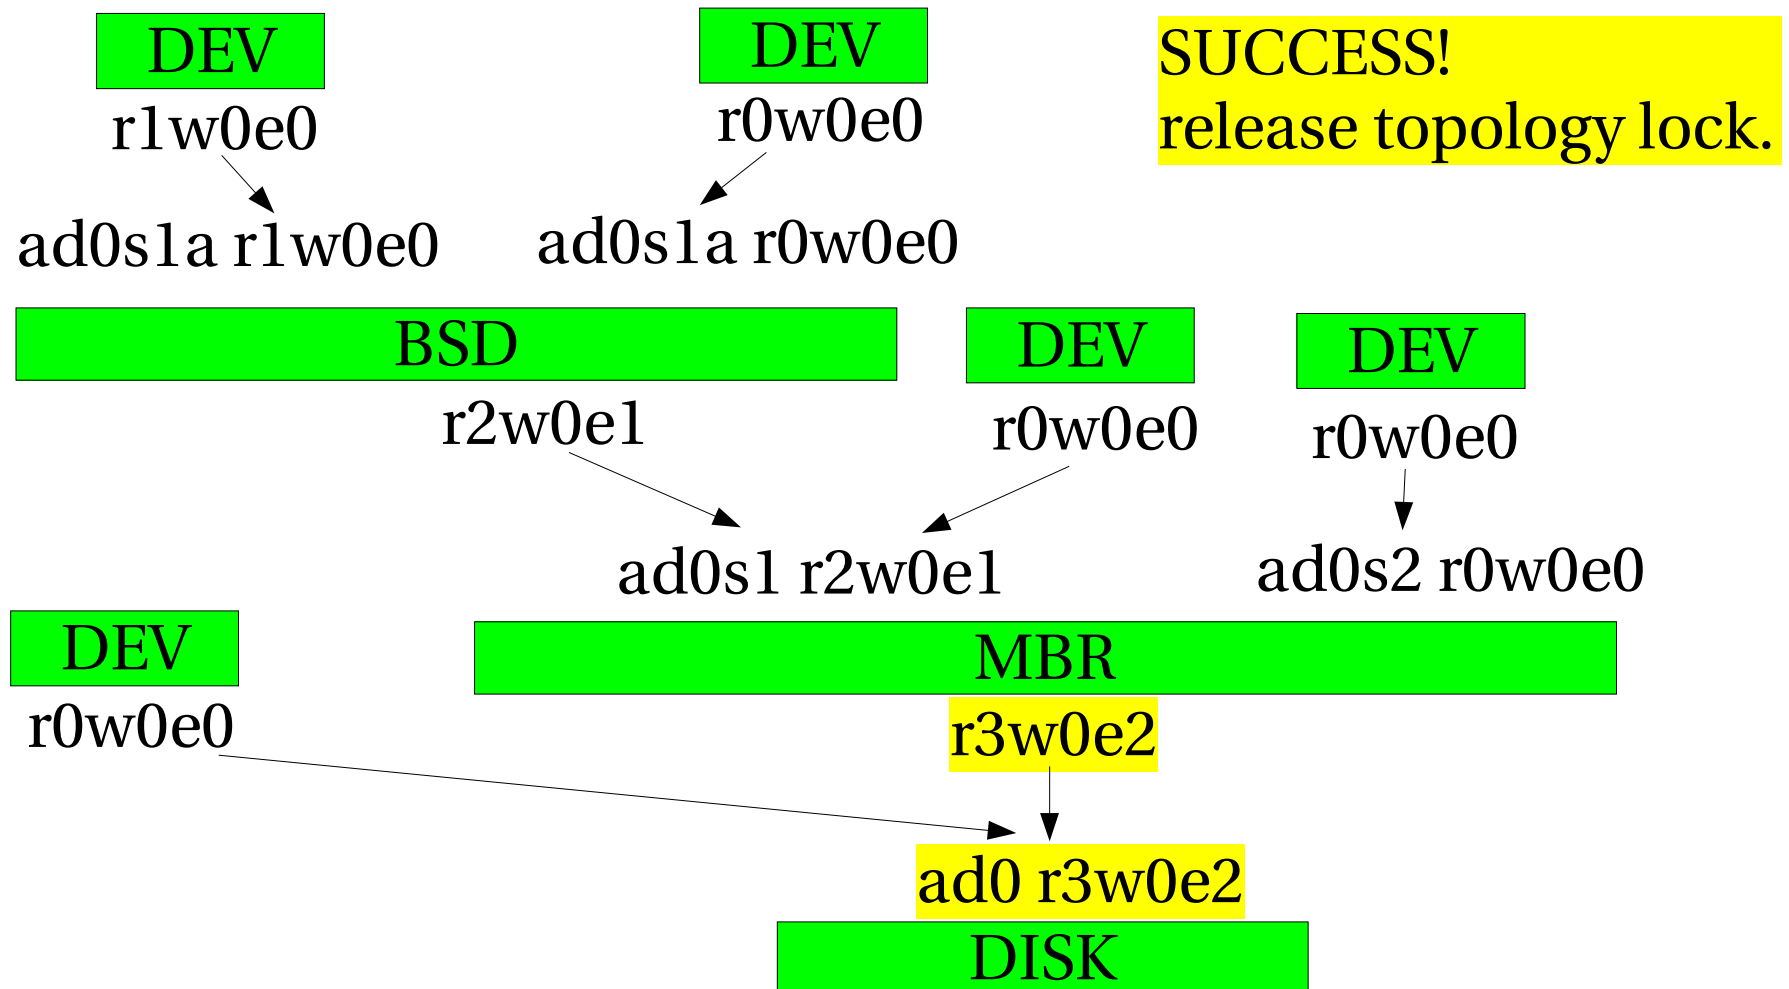 DEV
DEV
SUCCESS!
release topology lock.
r1w0e0
r0w0e0
ad0s1a r1w0e0
ad0s1a r0w0e0
BSD
DEV
DEV
r2w0e1
r0w0e0
r0w0e0
ad0s1 r2w0e1
ad0s2 r0w0e0
DEV
MBR
r0w0e0
r3w0e2
ad0 r3w0e2
DISK